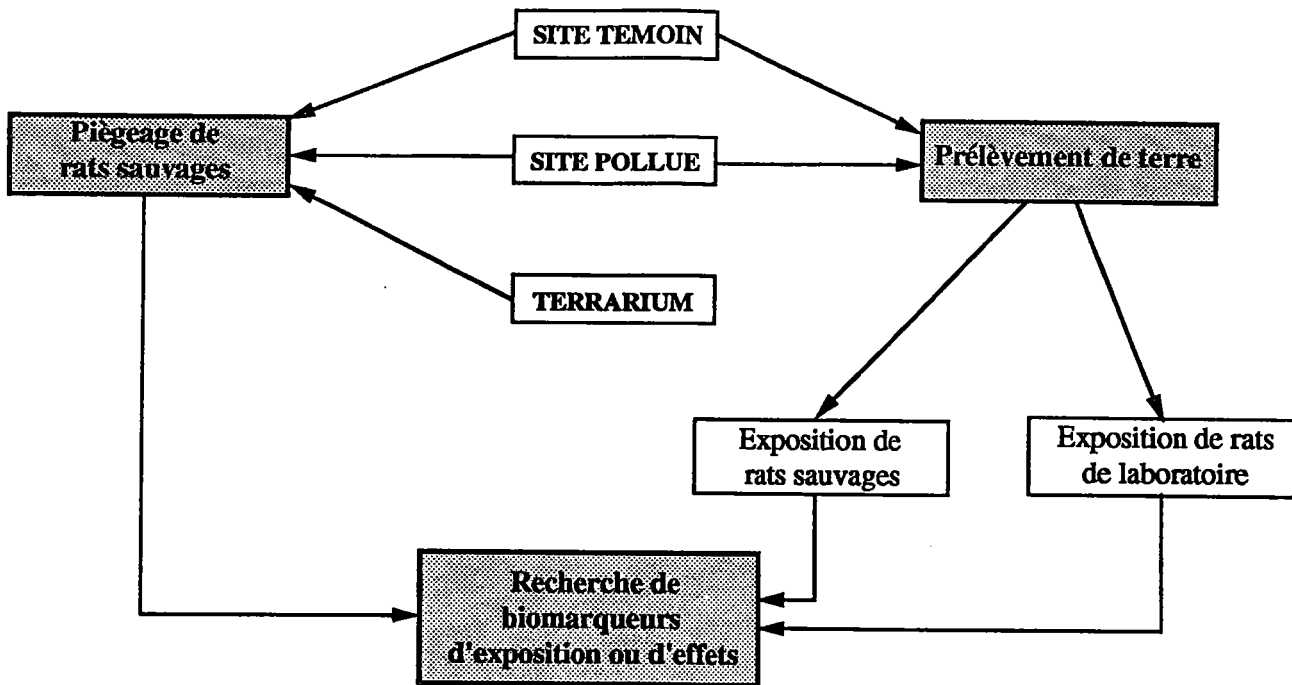 SITE TEMOIN
Piègeage de
rats sauvages
SITE POLLUE
Prélèvement de terre
TERRARIUM
Exposition de
rats sauvages
Exposition de rats
de laboratoire
Recherche de
biomarqueurs
d'exposition ou d'effets